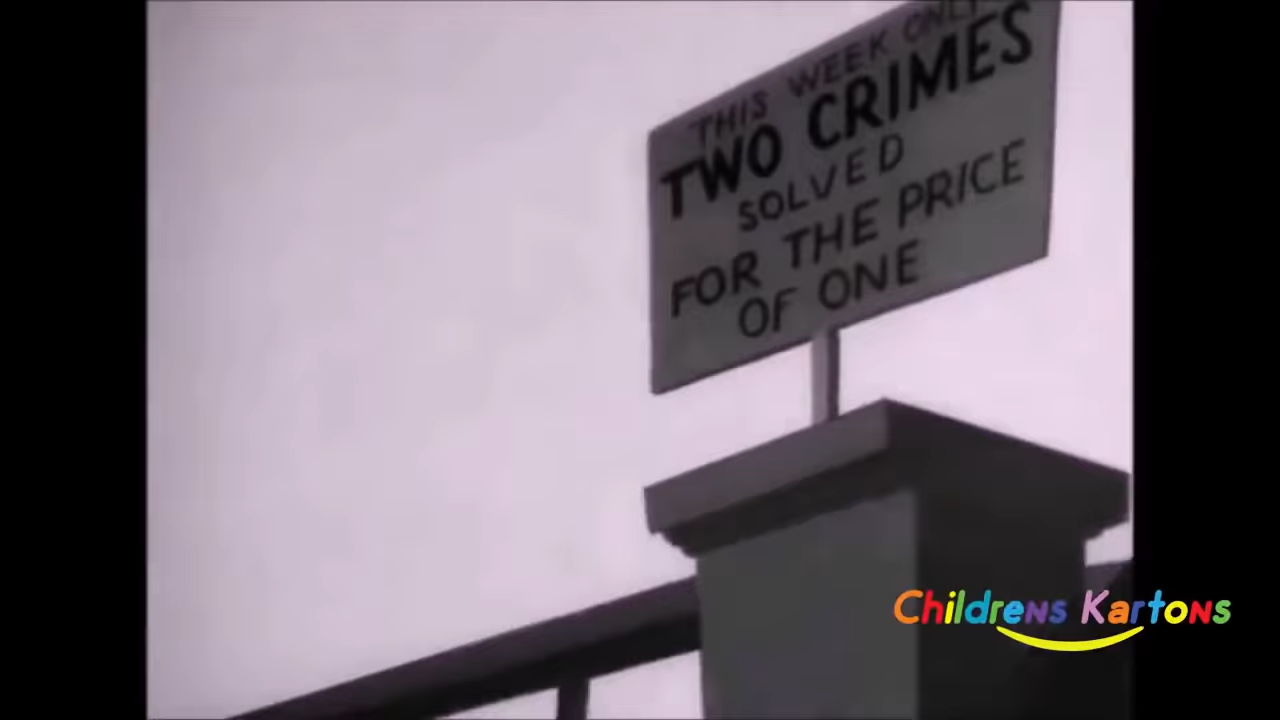 THIS WEEK ONLY
TWO CRIMES
SOLVED
FOR THE PRICE
OF ONE
Childrens Kartons